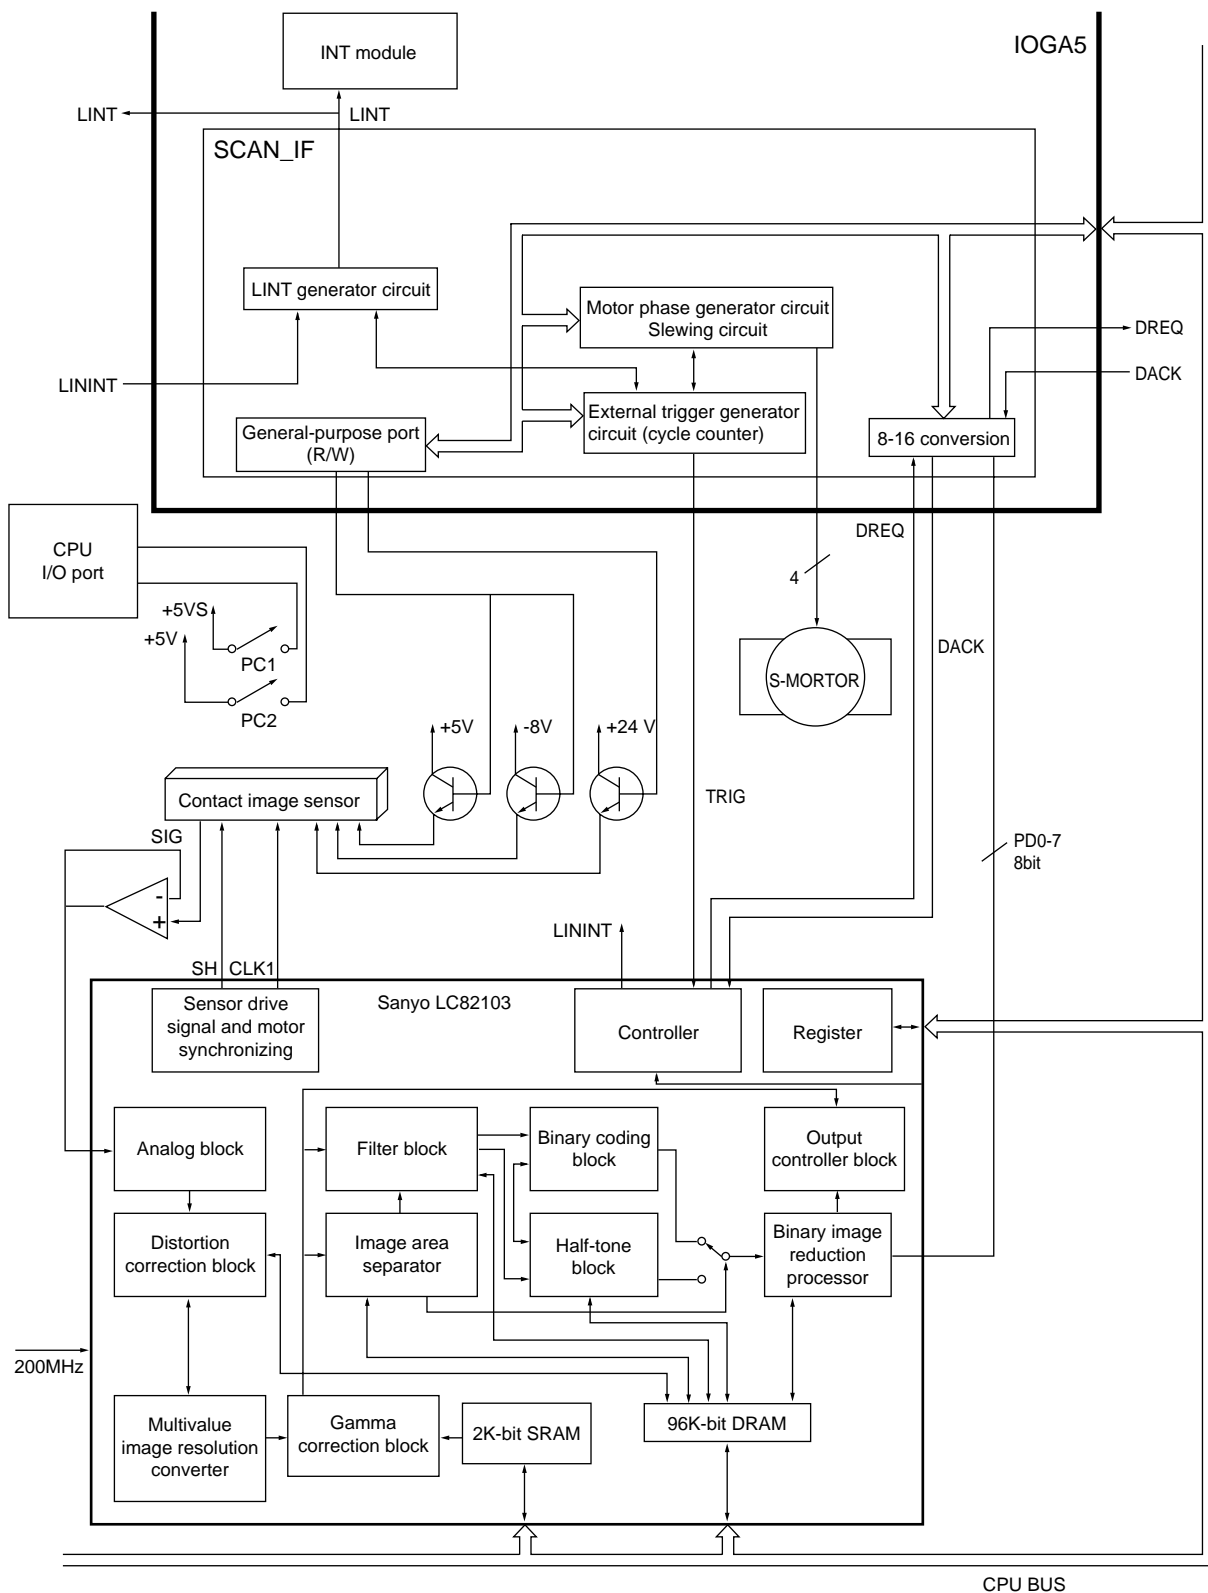 INT module
IOGA5
LINT
LINT
SCAN_IF
LINT generator circuit
Motor phase generator circuit
Slewing circuit
DREQ
DACK
LININT
General-purpose port
(R/W)
External trigger generator
circuit (cycle counter)
8-16 conversion
CPU
I/O port
DREQ
4
+5VS
+5V
PC1
PC2
DACK
S-MORTOR
+5V
-8V
+24 V
Contact image sensor
TRIG
SIG
PD0-7
8bit
-
+
LININT
SH
CLK1
Sanyo LC82103
Sensor drive
signal and motor
synchronizing
Controller
Register
Analog block
Filter block
Binary coding
block
Output
controller block
Distortion
correction block
Image area
separator
Half-tone
block
Binary image
reduction
processor
200MHz
Multivalue
image resolution
converter
Gamma
correction block
2K-bit SRAM
96K-bit DRAM
CPU BUS